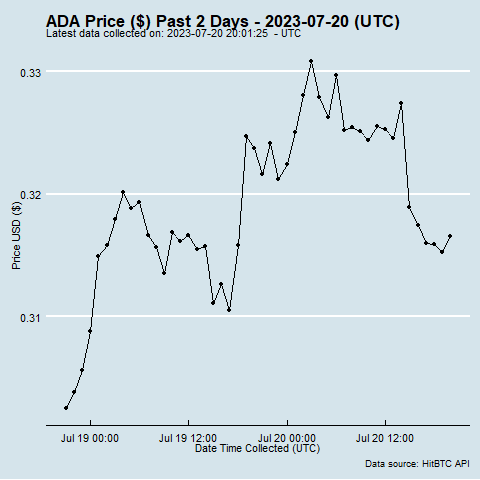 ADA Price ($) Past 2 Days - 2023-07-20 (UTC)
Latest data collected on: 2023-07-20 20:01:25 - UTC
0.33
0.32
0.31
Price USD ($)
Jul 19 00:00
Jul 19 12:00
Jul 20 00:00
Jul 20 12:00
Date Time Collected (UTC)
Data source: HitBTC API